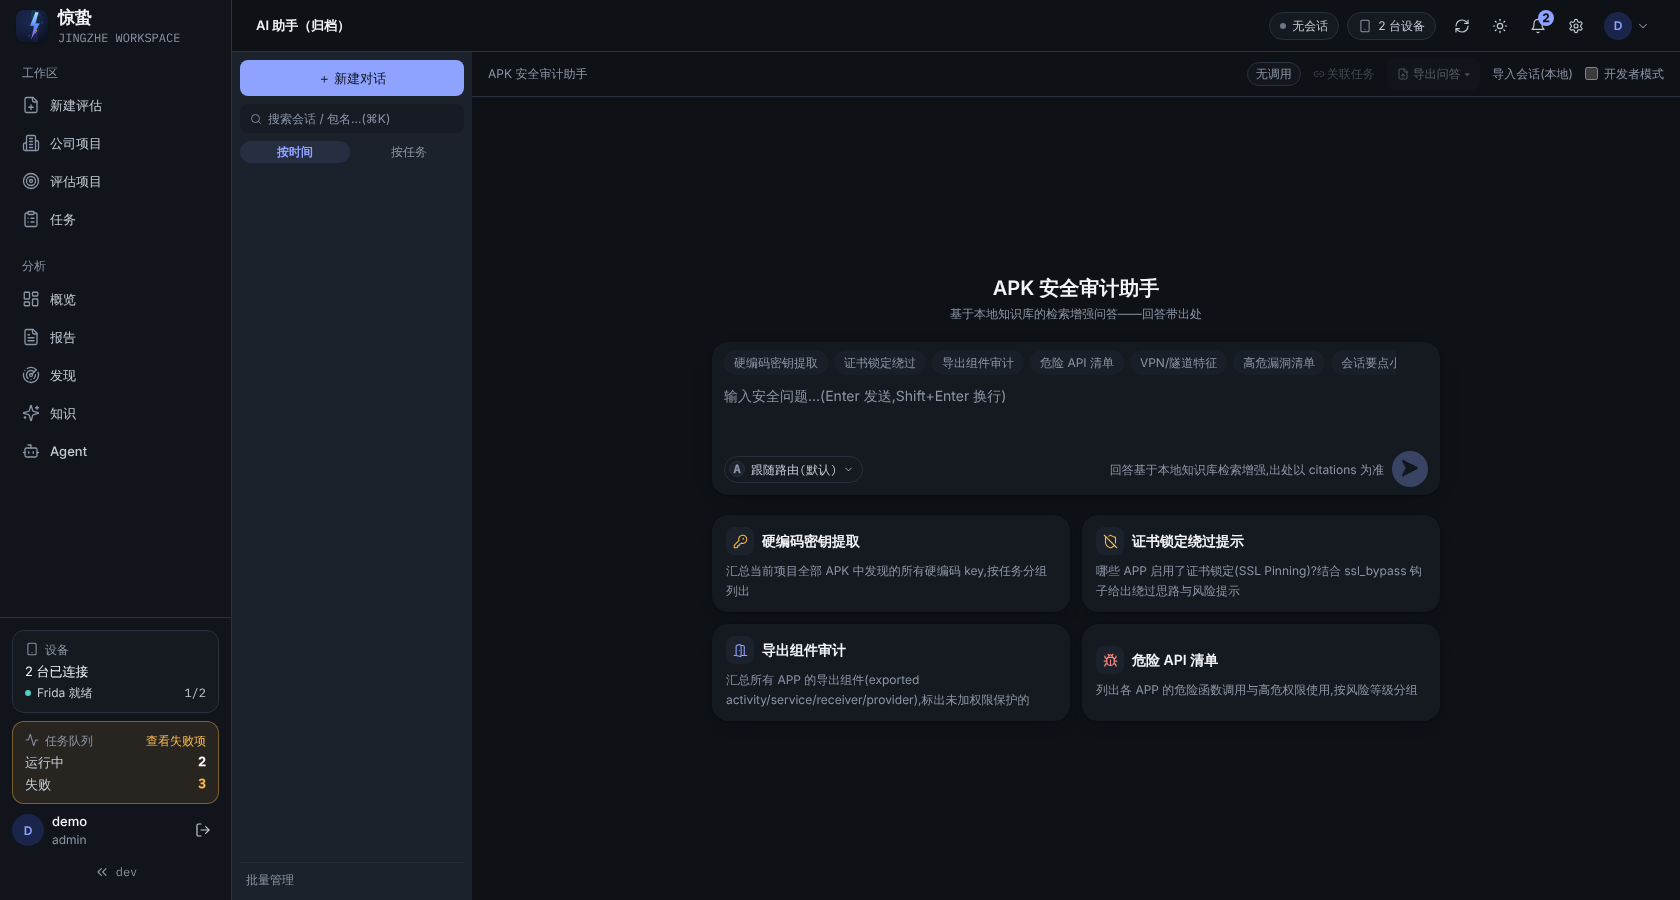 惊蛰
JINGZHE WORKSPACE
工作区
新建评估
公司项目
评估项目
任务
分析
概览
报告
发现
知识
Agent
设备
2 台已连接
Frida 就绪 1/2
任务队列 查看失败项
运行中 2
失败 3
D
demo
admin
dev
AI 助手（归档）
无会话
2 台设备
2
D
+ 新建对话
搜索会话 / 包名...(⌘K)
按时间 按任务
批量管理
APK 安全审计助手
无调用
关联任务
导出问答
导入会话(本地)
开发者模式
APK 安全审计助手
基于本地知识库的检索增强问答——回答带出处
硬编码密钥提取 证书锁定绕过 导出组件审计 危险 API 清单 VPN/隧道特征 高危漏洞清单 会话要点小
输入安全问题...(Enter 发送,Shift+Enter 换行)
A 跟随路由(默认)
回答基于本地知识库检索增强,出处以 citations 为准
硬编码密钥提取
汇总当前项目全部 APK 中发现的所有硬编码 key,按任务分组
列出
证书锁定绕过提示
哪些 APP 启用了证书锁定(SSL Pinning)?结合 ssl_bypass 钩
子给出绕过思路与风险提示
导出组件审计
汇总所有 APP 的导出组件(exported
activity/service/receiver/provider),标出未加权限保护的
危险 API 清单
列出各 APP 的危险函数调用与高危权限使用,按风险等级分组